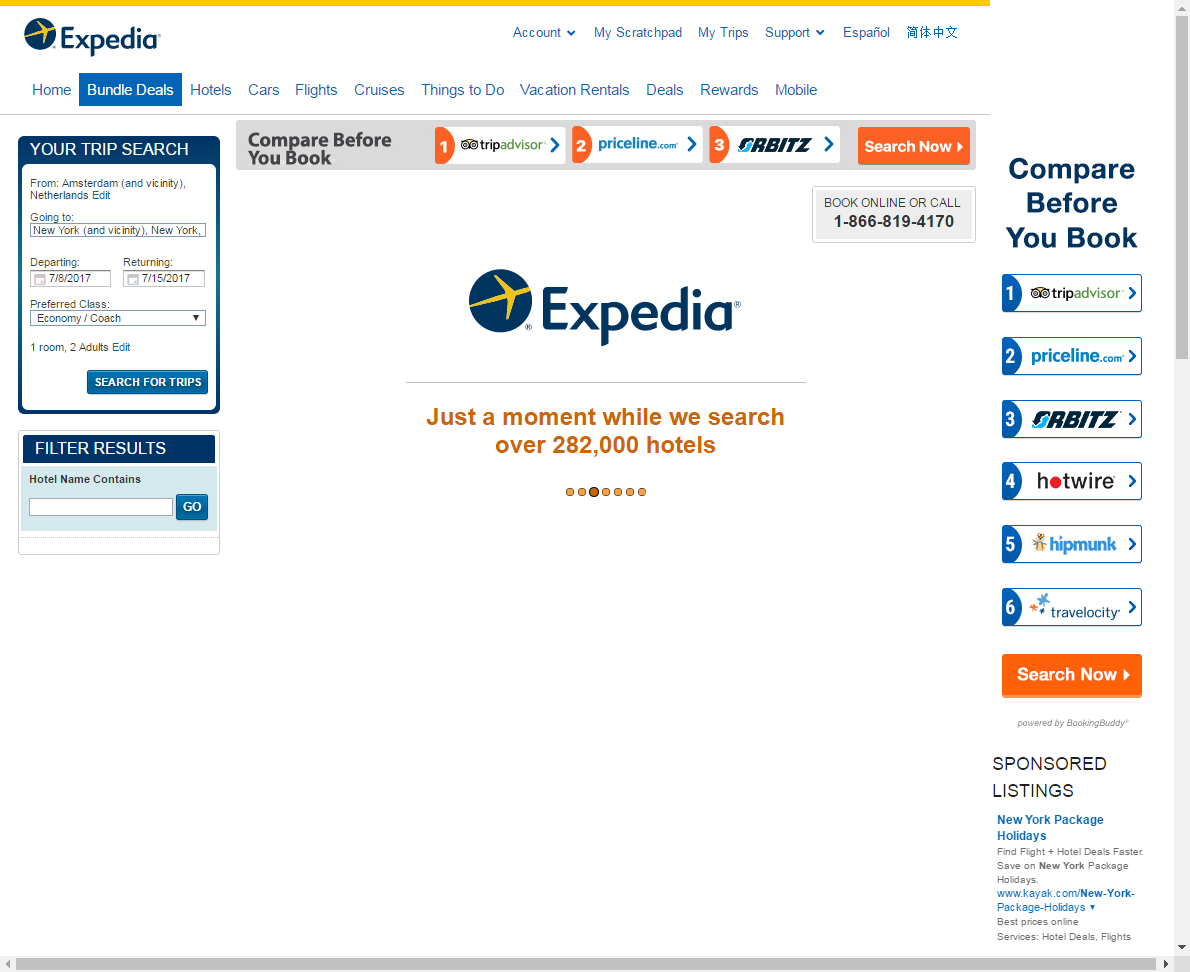 Expedia
Account
My Scratchpad
My Trips
Support
Español
简体中文
Home
Bundle Deals
Hotels
Cars
Flights
Cruises
Things to Do
Vacation Rentals
Deals
Rewards
Mobile
YOUR TRIP SEARCH
From: Amsterdam (and vicinity),
Netherlands Edit
Going to:
New York (and vicinity), New York,
Departing:
Returning:
7/8/2017
7/15/2017
Preferred Class:
Economy / Coach
1 room, 2 Adults Edit
SEARCH FOR TRIPS
FILTER RESULTS
Hotel Name Contains
GO
Compare Before
You Book
1 tripadvisor
2 priceline.com
3 ORBITZ
Search Now
BOOK ONLINE OR CALL
1-866-819-4170
Expedia®
Just a moment while we search
over 282,000 hotels
Compare
Before
You Book
1 tripadvisor
2 priceline.com
3 ORBITZ
4 hotwire
5 hipmunk
6 travelocity
Search Now
powered by BookingBuddy®
SPONSORED
LISTINGS
New York Package
Holidays
Find Flight + Hotel Deals Faster.
Save on New York Package
Holidays.
www.kayak.com/New-York-
Package-Holidays
Best prices online
Services: Hotel Deals, Flights